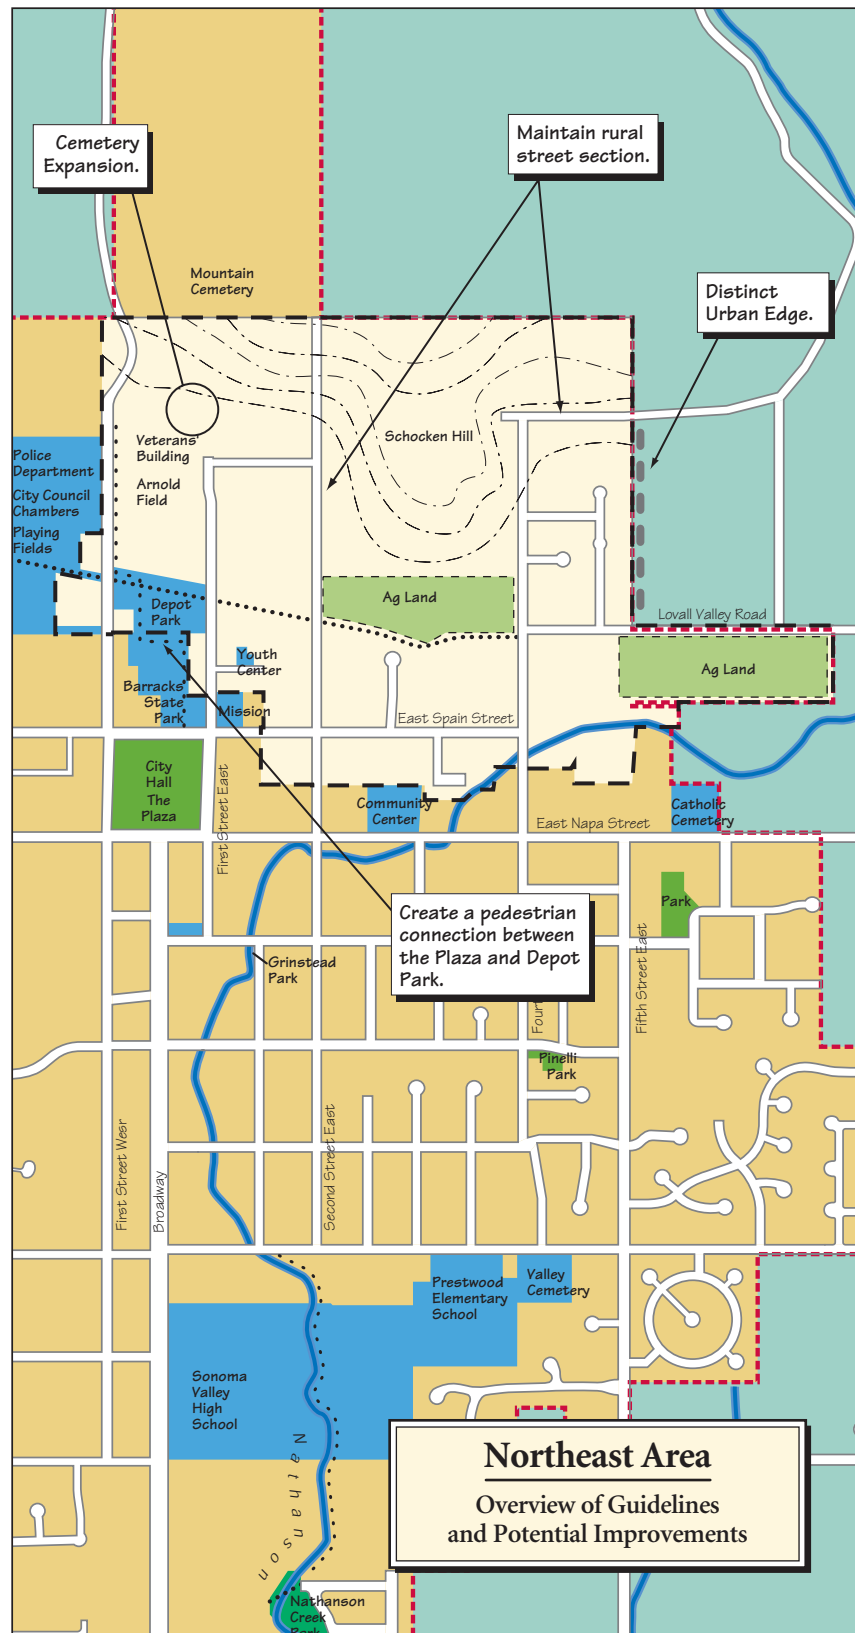 Cemetery
Expansion.
Maintain rural
street section.
Mountain
Cemetery
Distinct
Urban Edge.
Schocken Hill
Veterans'
Building
Arnold
Field
Police
Department
City Council
Chambers
Playing
Fields
Depot
Park
Ag Land
Lovall Valley Road
Ag Land
Youth
Center
Barracks
State
Park
Mission
East Spain Street
City
Hall
The
Plaza
First Street East
Community
Center
East Napa Street
Catholic
Cemetery
Create a pedestrian
connection between
the Plaza and Depot
Park.
Park
Fifth Street East
Grinstead
Park
Four
Pinelli
Park
First Street Wesr
Broadway
Second Street East
Prestwood
Elementary
School
Valley
Cemetery
Sonoma
Valley
High
School
Nathanson
Northeast Area
Overview of Guidelines
and Potential Improvements
Nathanson
Creek
Park